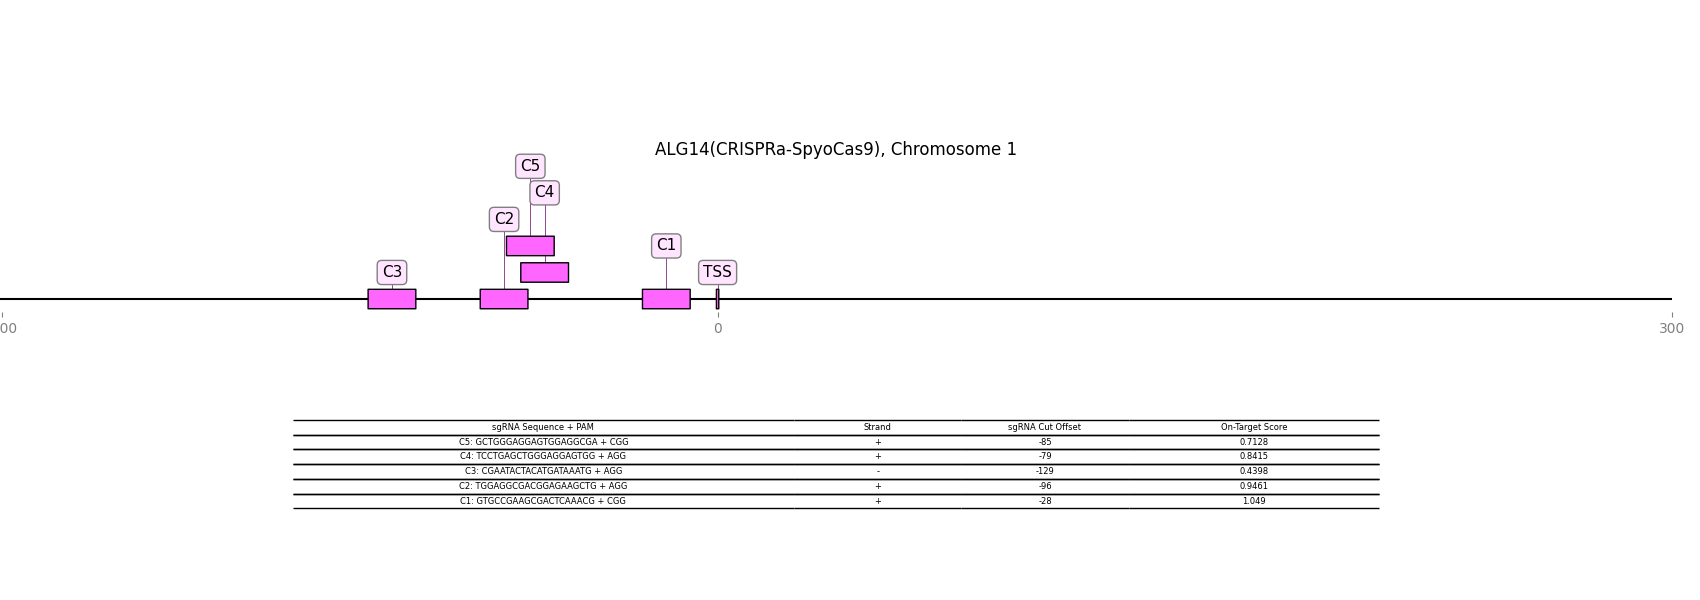 ALG14(CRISPRa-SpyoCas9), Chromosome 1
C5
C4
C2
C1
C3
TSS
00
0
300
sgRNA Sequence + PAM Strand sgRNA Cut Offset On-Target Score
C5: GCTGGGAGGAGTGGAGGCGA + CGG + -85 0.7128
C4: TCCTGAGCTGGGAGGAGTGG + AGG + -79 0.8415
C3: CGAATACTACATGATAAATG + AGG - -129 0.4398
C2: TGGAGGCGACGGAGAAGCTG + AGG + -96 0.9461
C1: GTGCCGAAGCGACTCAAACG + CGG + -28 1.049